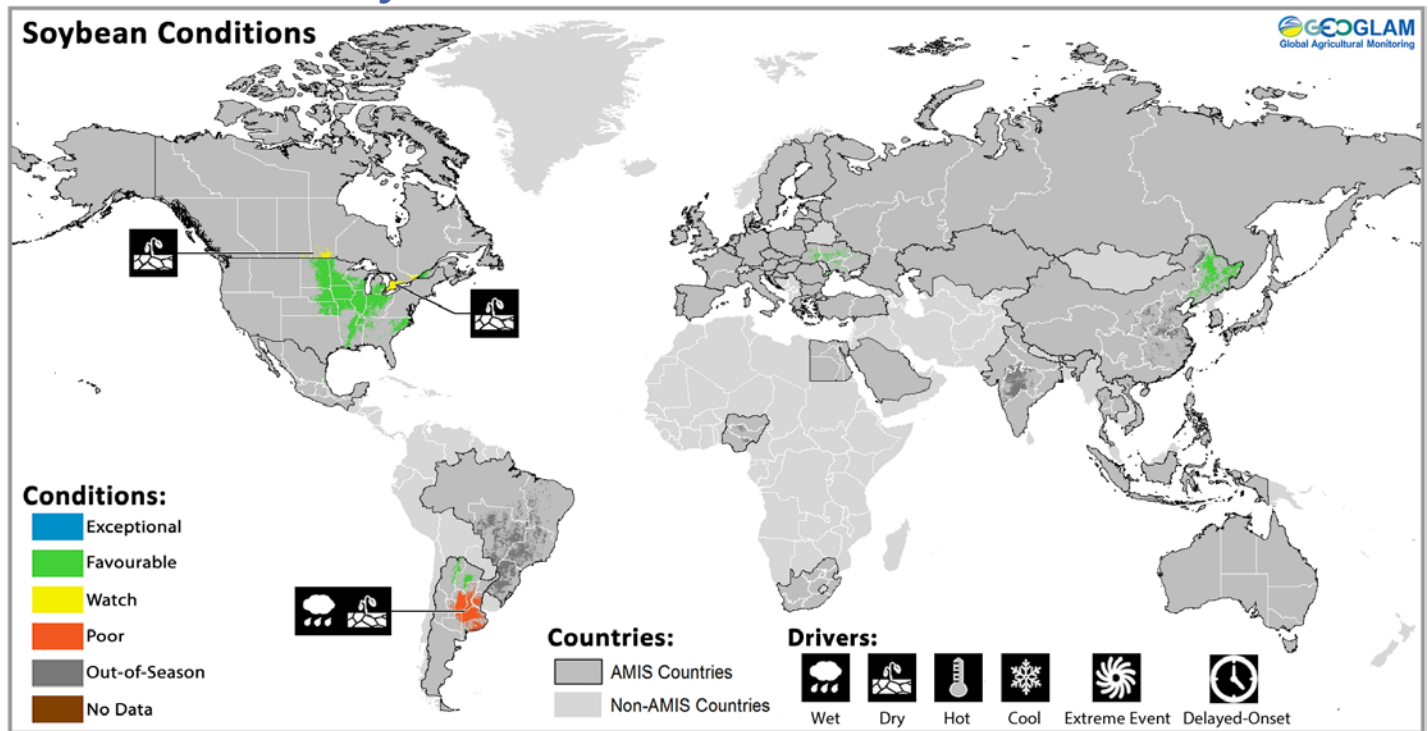 Soybean Conditions
GEOGLAM
Global Agricultural Monitoring
Conditions:
Exceptional
Favourable
Watch
Poor
Out-of-Season
No Data
Countries:
AMIS Countries
Non-AMIS Countries
Drivers:
Wet
Dry
Hot
Cool
Extreme Event
Delayed-Onset